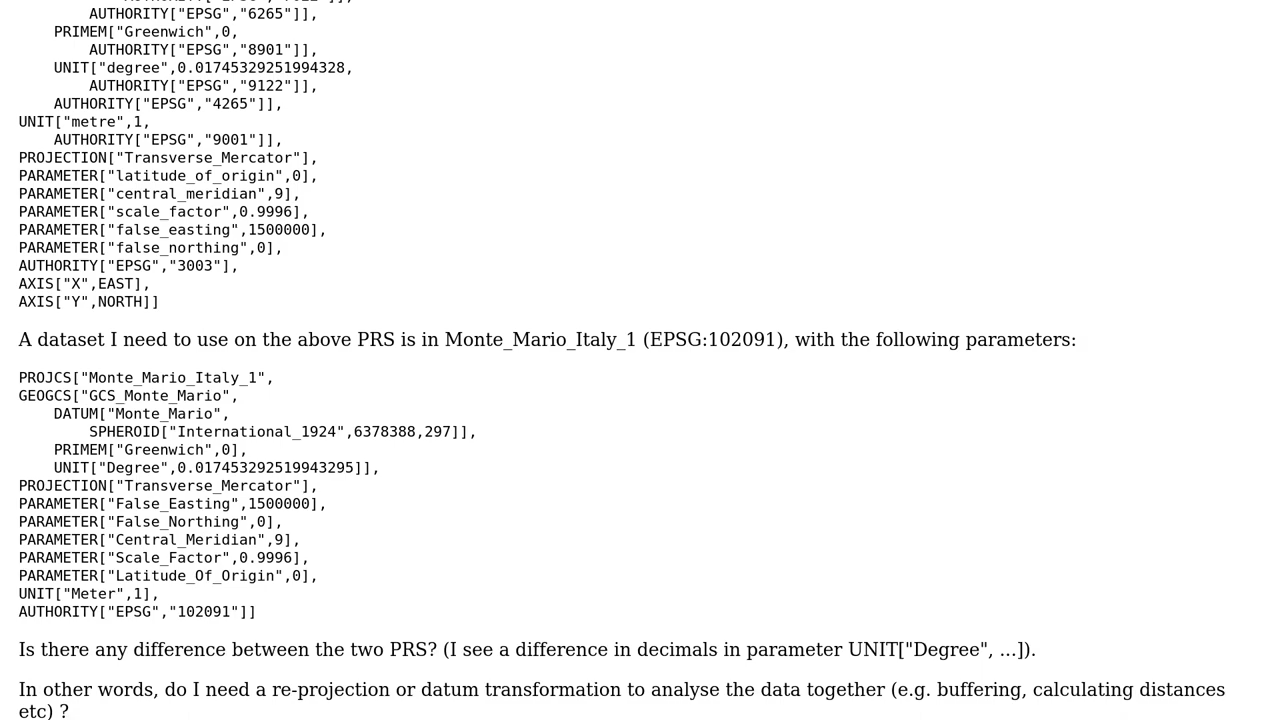 AUTHORITY["EPSG","6265"]],
PRIMEM["Greenwich",0,
AUTHORITY["EPSG","8901"]],
UNIT["degree",0.01745329251994328,
AUTHORITY["EPSG","9122"]],
AUTHORITY["EPSG","4265"]],
UNIT["metre",1,
AUTHORITY["EPSG","9001"]],
PROJECTION["Transverse_Mercator"],
PARAMETER["latitude_of_origin",0],
PARAMETER["central_meridian",9],
PARAMETER["scale_factor",0.9996],
PARAMETER["false_easting",1500000],
PARAMETER["false_northing",0],
AUTHORITY["EPSG","3003"],
AXIS["X",EAST],
AXIS["Y",NORTH]]
A dataset I need to use on the above PRS is in Monte_Mario_Italy_1 (EPSG:102091), with the following parameters:
PROJCS["Monte_Mario_Italy_1",
GEOGCS["GCS_Monte_Mario",
DATUM["Monte_Mario",
SPHEROID["International_1924",6378388,297]],
PRIMEM["Greenwich",0],
UNIT["Degree",0.017453292519943295]],
PROJECTION["Transverse_Mercator"],
PARAMETER["False_Easting",1500000],
PARAMETER["False_Northing",0],
PARAMETER["Central_Meridian",9],
PARAMETER["Scale_Factor",0.9996],
PARAMETER["Latitude_Of_Origin",0],
UNIT["Meter",1],
AUTHORITY["EPSG","102091"]]
Is there any difference between the two PRS? (I see a difference in decimals in parameter UNIT["Degree", ...]).
In other words, do I need a re-projection or datum transformation to analyse the data together (e.g. buffering, calculating distances
etc) ?